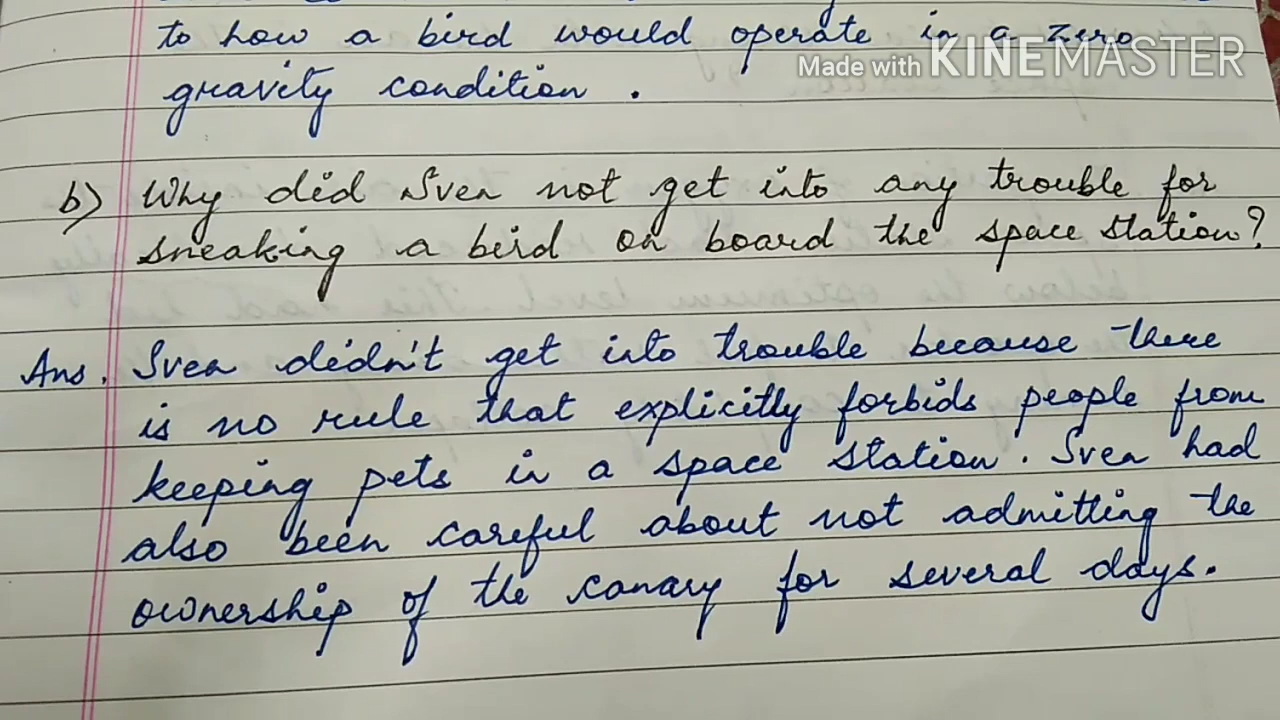 to how a bird would operate in a zero
Made with KINEMASTER
gravity condition .
b) Why did Sven not get into any trouble for
sneaking a bird on board the space station?
Ans. Sven didn't get into trouble because there
is no rule that explicitly forbids people from
keeping pets in a space station. Sven had
also been careful about not admitting the
ownership of the canary for several days.